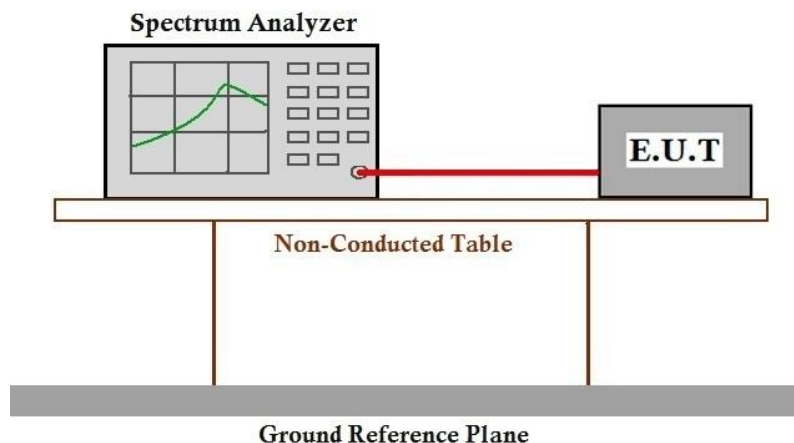 Spectrum Analyzer
E.U.T
Non-Conducted Table
Ground Reference Plane